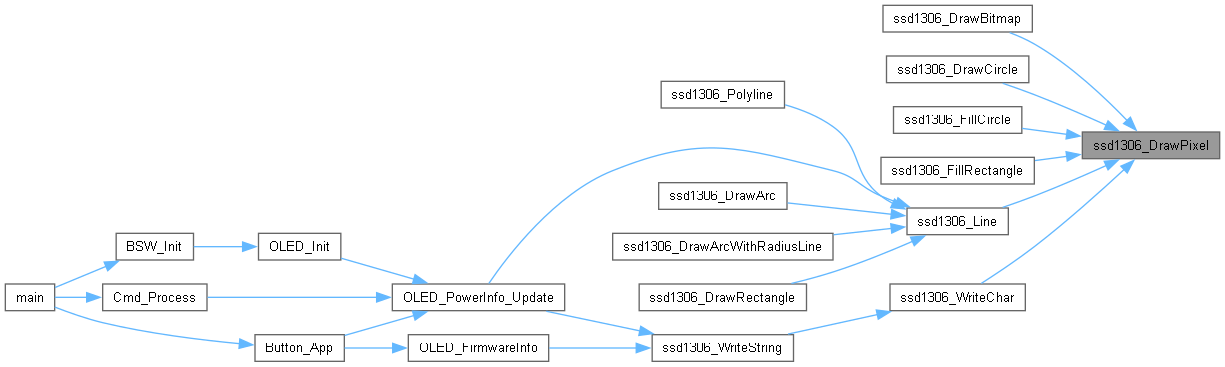 ssd1306_DrawBitmap
ssd1306_DrawCircle
ssd1306_Polyline
ssd1306_FillCircle
ssd1306_DrawPixel
ssd1306_FillRectangle
ssd1306_DrawArc
ssd1306_Line
BSW_Init
OLED_Init
ssd1306_DrawArcWithRadiusLine
main
Cmd_Process
OLED_PowerInfo_Update
ssd1306_DrawRectangle
ssd1306_WriteChar
Button_App
OLED_FirmwareInfo
ssd1306_WriteString